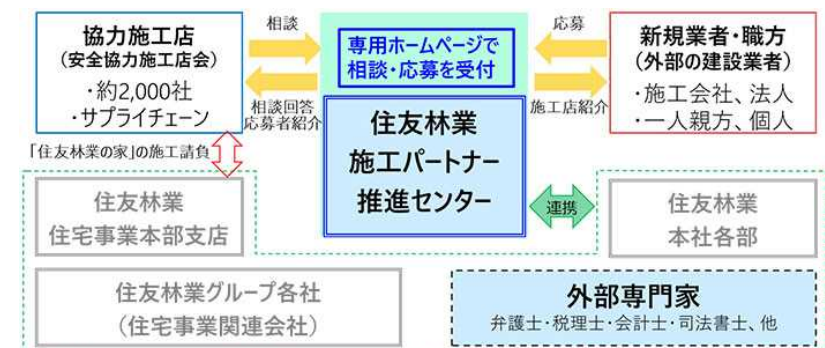 協力施工店
(安全協力施工店会)
・約2,000社
・サプライチェーン
相談
相談回答
応募者紹介
専用ホームページで
相談・応募を受付
住友林業
施工パートナー
推進センター
応募
施工店紹介
新規業者・職方
(外部の建設業者)
・施工会社、法人
・一人親方、個人
「住友林業の家」の施工請負
住友林業
住宅事業本部支店
連携
住友林業
本社各部
住友林業グループ各社
(住宅事業関連会社)
外部専門家
弁護士・税理士・会計士・司法書士、他